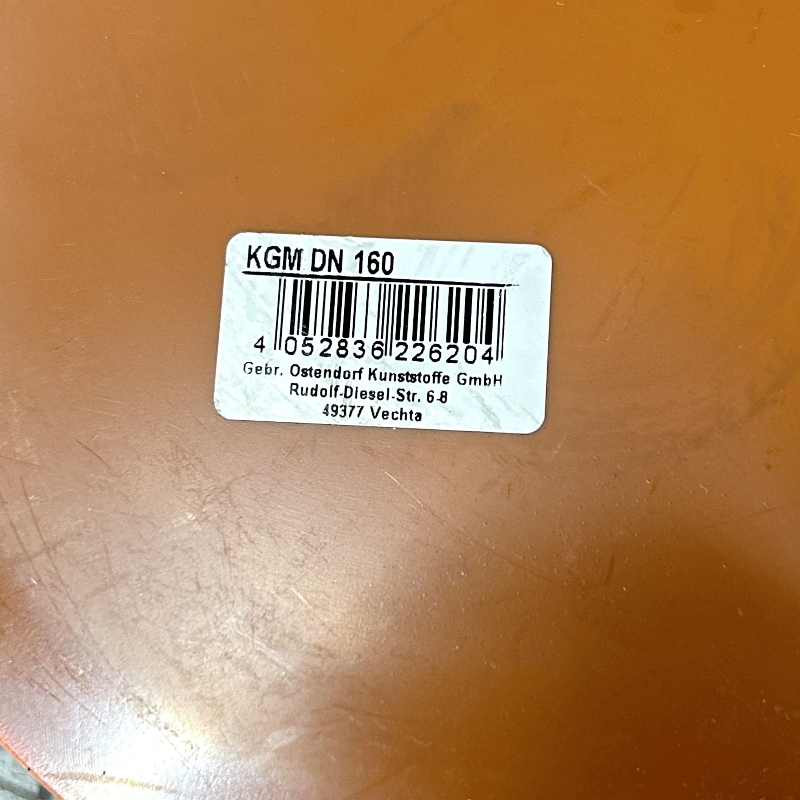 KGM DN 160
4 052836 226204
Gebr. Ostendorf Kunststoffe GmbH
Rudolf-Diesel-Str. 6-8
49377 Vechta